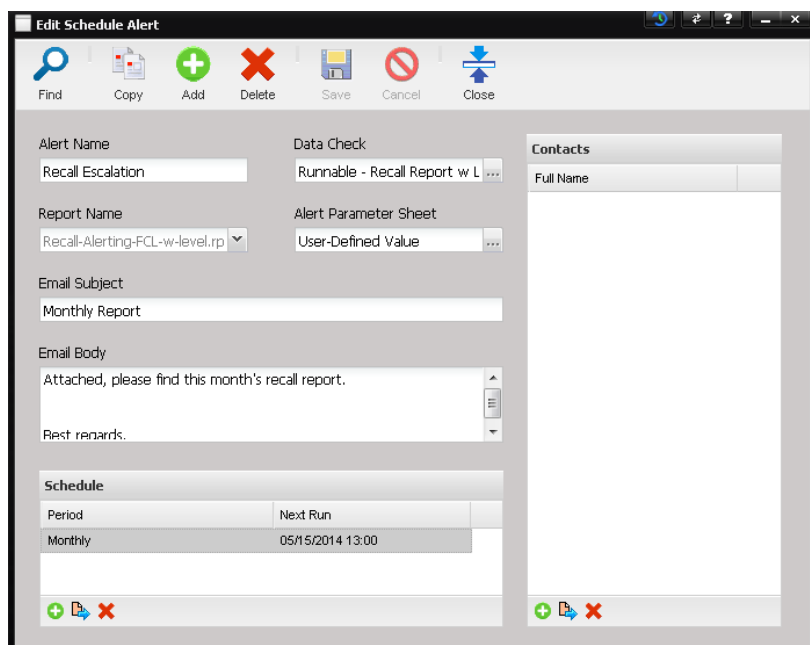 Edit Schedule Alert
?
Find
Copy
Add
Delete
Save
Cancel
Close
Alert Name
Data Check
Recall Escalation
Runnable - Recall Report w L ...
Report Name
Alert Parameter Sheet
Recall-Alerting-FCL-w-level.rp
User-Defined Value ...
Email Subject
Monthly Report
Email Body
Attached, please find this month's recall report.
Best regards.
Schedule
Period Next Run
Monthly 05/15/2014 13:00
Contacts
Full Name